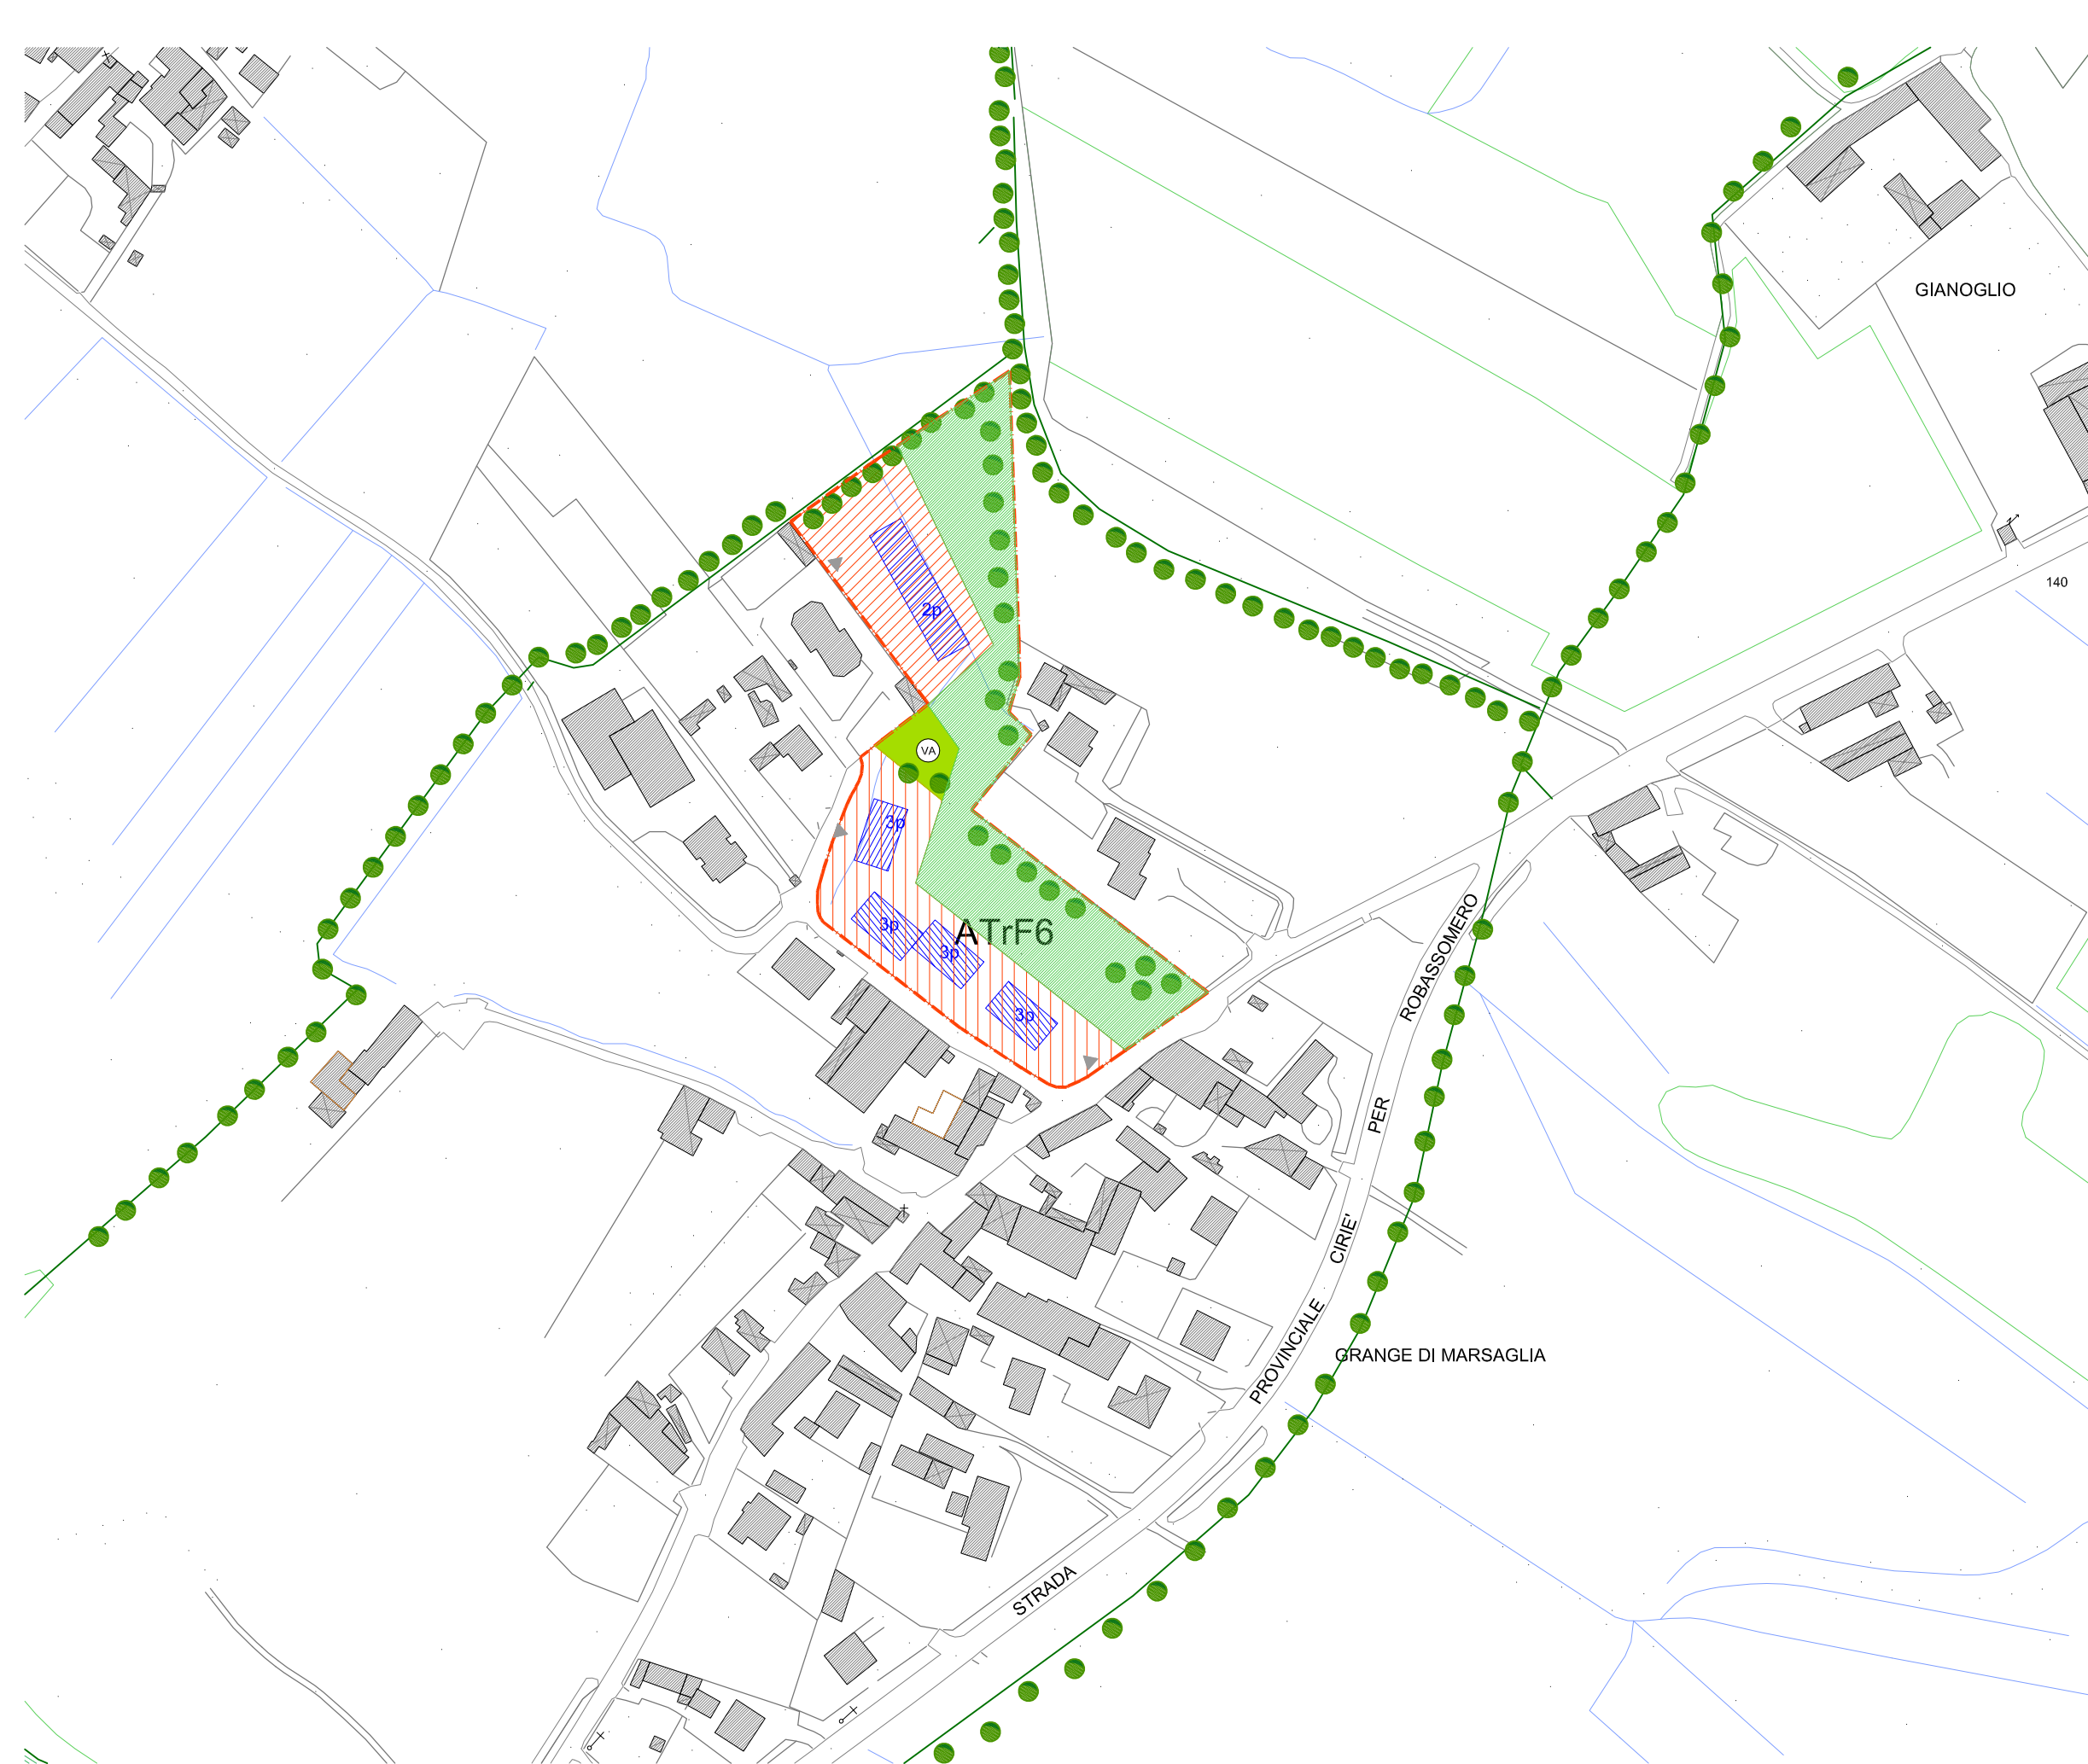 GIANOGLIO
140
2p
VA
3p
3p
3p
3p
ATrF6
STRADA PROVINCIALE CIRIE' PER ROBASSOMERO
GRANGE DI MARSAGLIA